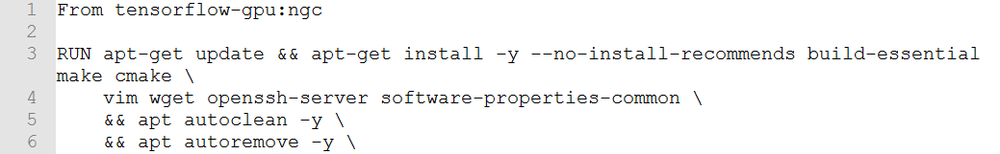 1 From tensorflow-gpu:ngc
2
3 RUN apt-get update && apt-get install -y --no-install-recommends build-essential
make cmake \
4 vim wget openssh-server software-properties-common \
5 && apt autoclean -y \
6 && apt autoremove -y \